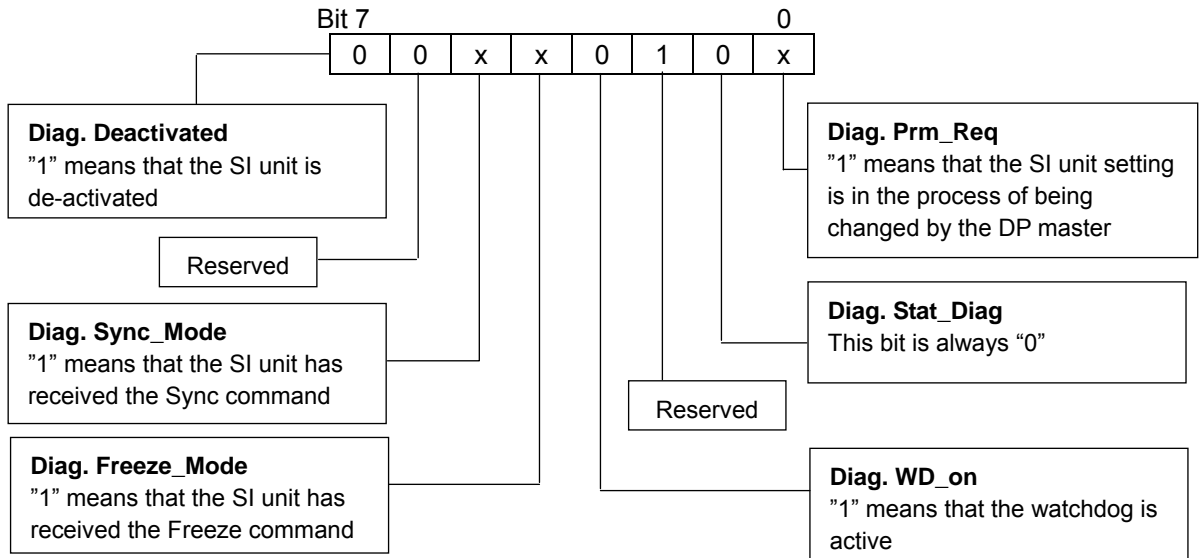 Bit 7 0
0 0 x x 0 1 0 x
Diag. Deactivated
”1” means that the SI unit is
de-activated
Reserved
Diag. Sync_Mode
”1” means that the SI unit has
received the Sync command
Diag. Freeze_Mode
”1” means that the SI unit has
received the Freeze command
Diag. Prm_Req
”1” means that the SI unit setting
is in the process of being
changed by the DP master
Diag. Stat_Diag
This bit is always “0”
Reserved
Diag. WD_on
”1” means that the watchdog is
active